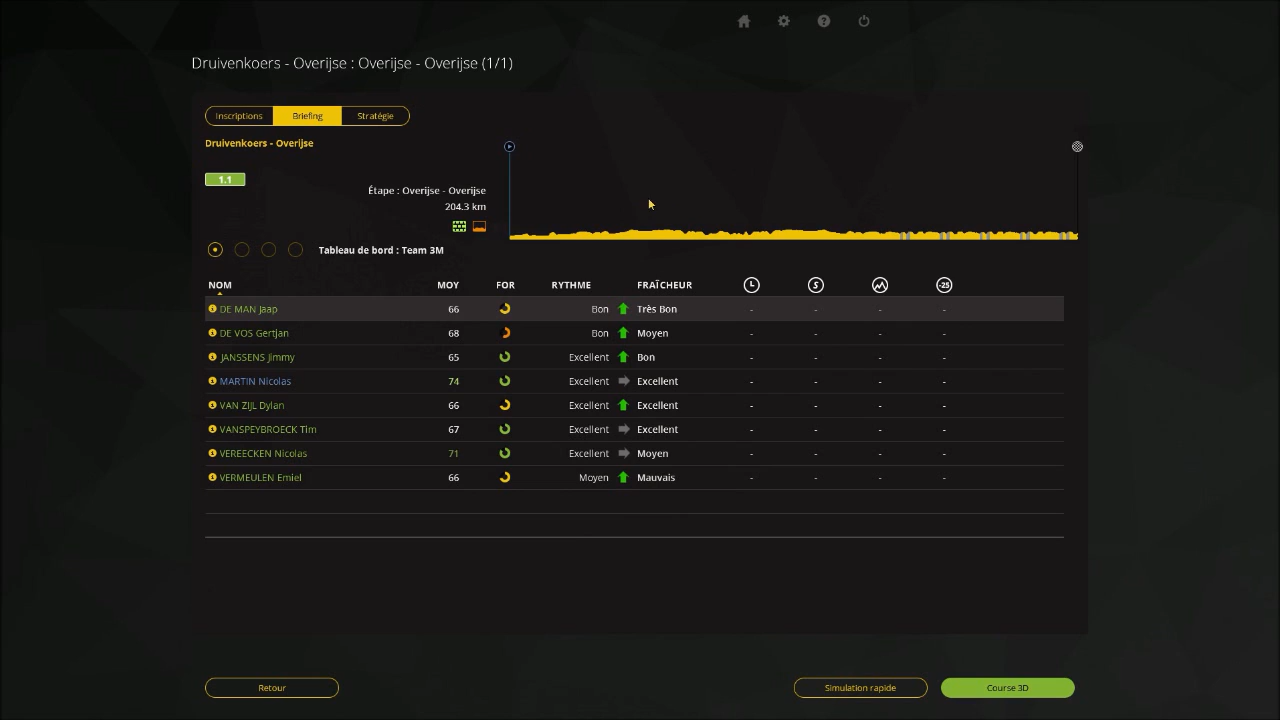 Druivenkoers - Overijse : Overijse - Overijse (1/1)
Inscriptions Briefing Stratégie
Druivenkoers - Overijse
1.1
Étape : Overijse - Overijse
204.3 km
Tableau de bord : Team 3M
NOM MOY FOR RYTHME FRAÎCHEUR S -25
DE MAN Jaap 66 Bon Très Bon - - - -
DE VOS Gertjan 68 Bon Moyen - - - -
JANSSENS Jimmy 65 Excellent Bon - - - -
MARTIN Nicolas 74 Excellent Excellent - - - -
VAN ZIJL Dylan 66 Excellent Excellent - - - -
VANSPEYBROECK Tim 67 Excellent Excellent - - - -
VEREECKEN Nicolas 71 Excellent Moyen - - - -
VERMEULEN Emiel 66 Moyen Mauvais - - - -
Retour Simulation rapide Course 3D